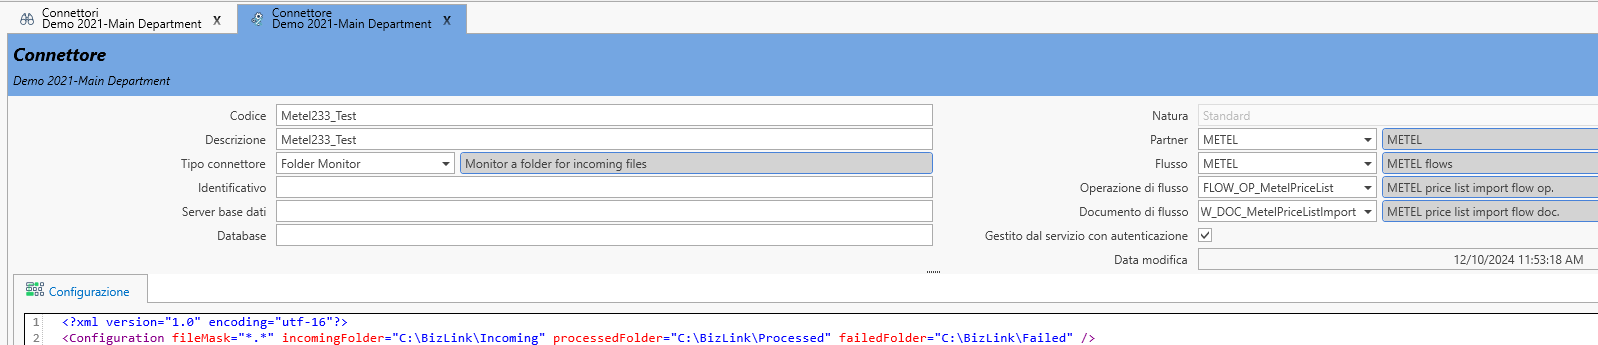 Connettori
Demo 2021-Main Department X
Connettore
Demo 2021-Main Department X
Connettore
Demo 2021-Main Department
Codice Metel233_Test
Descrizione Metel233_Test
Tipo connettore Folder Monitor Monitor a folder for incoming files
Identificativo
Server base dati
Database
Natura Standard
Partner METEL METEL
Flusso METEL METEL flows
Operazione di flusso FLOW_OP_MetelPriceList METEL price list import flow op.
Documento di flusso W_DOC_MetelPriceListImport METEL price list import flow doc.
Gestito dal servizio con autenticazione
Data modifica 12/10/2024 11:53:18 AM
Configurazione
1 <?xml version="1.0" encoding="utf-16"?>
2 <Configuration fileMask="*.*" incomingFolder="C:\BizLink\Incoming" processedFolder="C:\BizLink\Processed" failedFolder="C:\BizLink\Failed" />